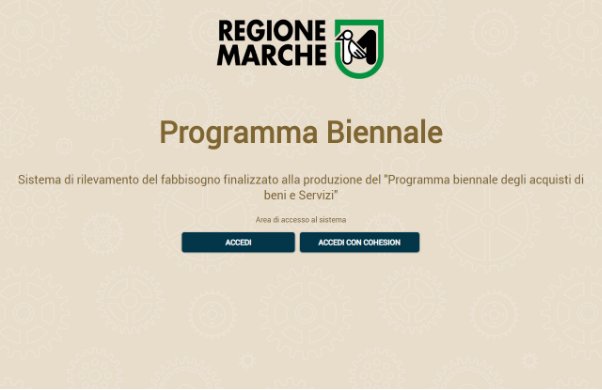 REGIONE
MARCHE
Programma Biennale
Sistema di rilevamento del fabbisogno finalizzato alla produzione del "Programma biennale degli acquisti di
beni e Servizi"
Area di accesso al sistema
ACCEDI ACCEDI CON COHESION